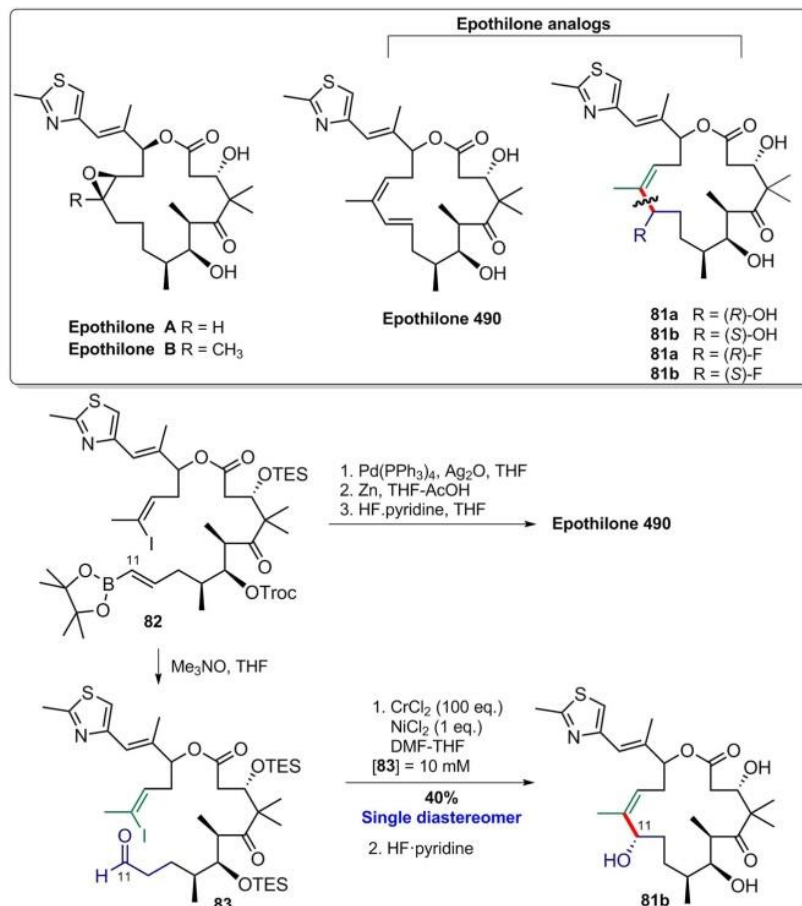 Epothilone analogs
S
N
O
O
OH
O
R
O
OH
Epothilone A R = H
Epothilone B R = CH₃
S
N
O
O
OH
O
OH
Epothilone 490
S
N
O
O
OH
R
O
OH
81a R = (R)-OH
81b R = (S)-OH
81a R = (R)-F
81b R = (S)-F
S
N
O
O
OTES
I
O
11
O
B
O
OTroc
82
1. Pd(PPh₃)₄, Ag₂O, THF
2. Zn, THF-AcOH
3. HF.pyridine, THF
Epothilone 490
Me₃NO, THF
S
N
O
O
OTES
I
O
O
H
11
OTES
83
1. CrCl₂ (100 eq.)
NiCl₂ (1 eq.)
DMF-THF
[83] = 10 mM
40%
Single diastereomer
2. HF·pyridine
S
N
O
O
OH
11
HO
O
OH
81b